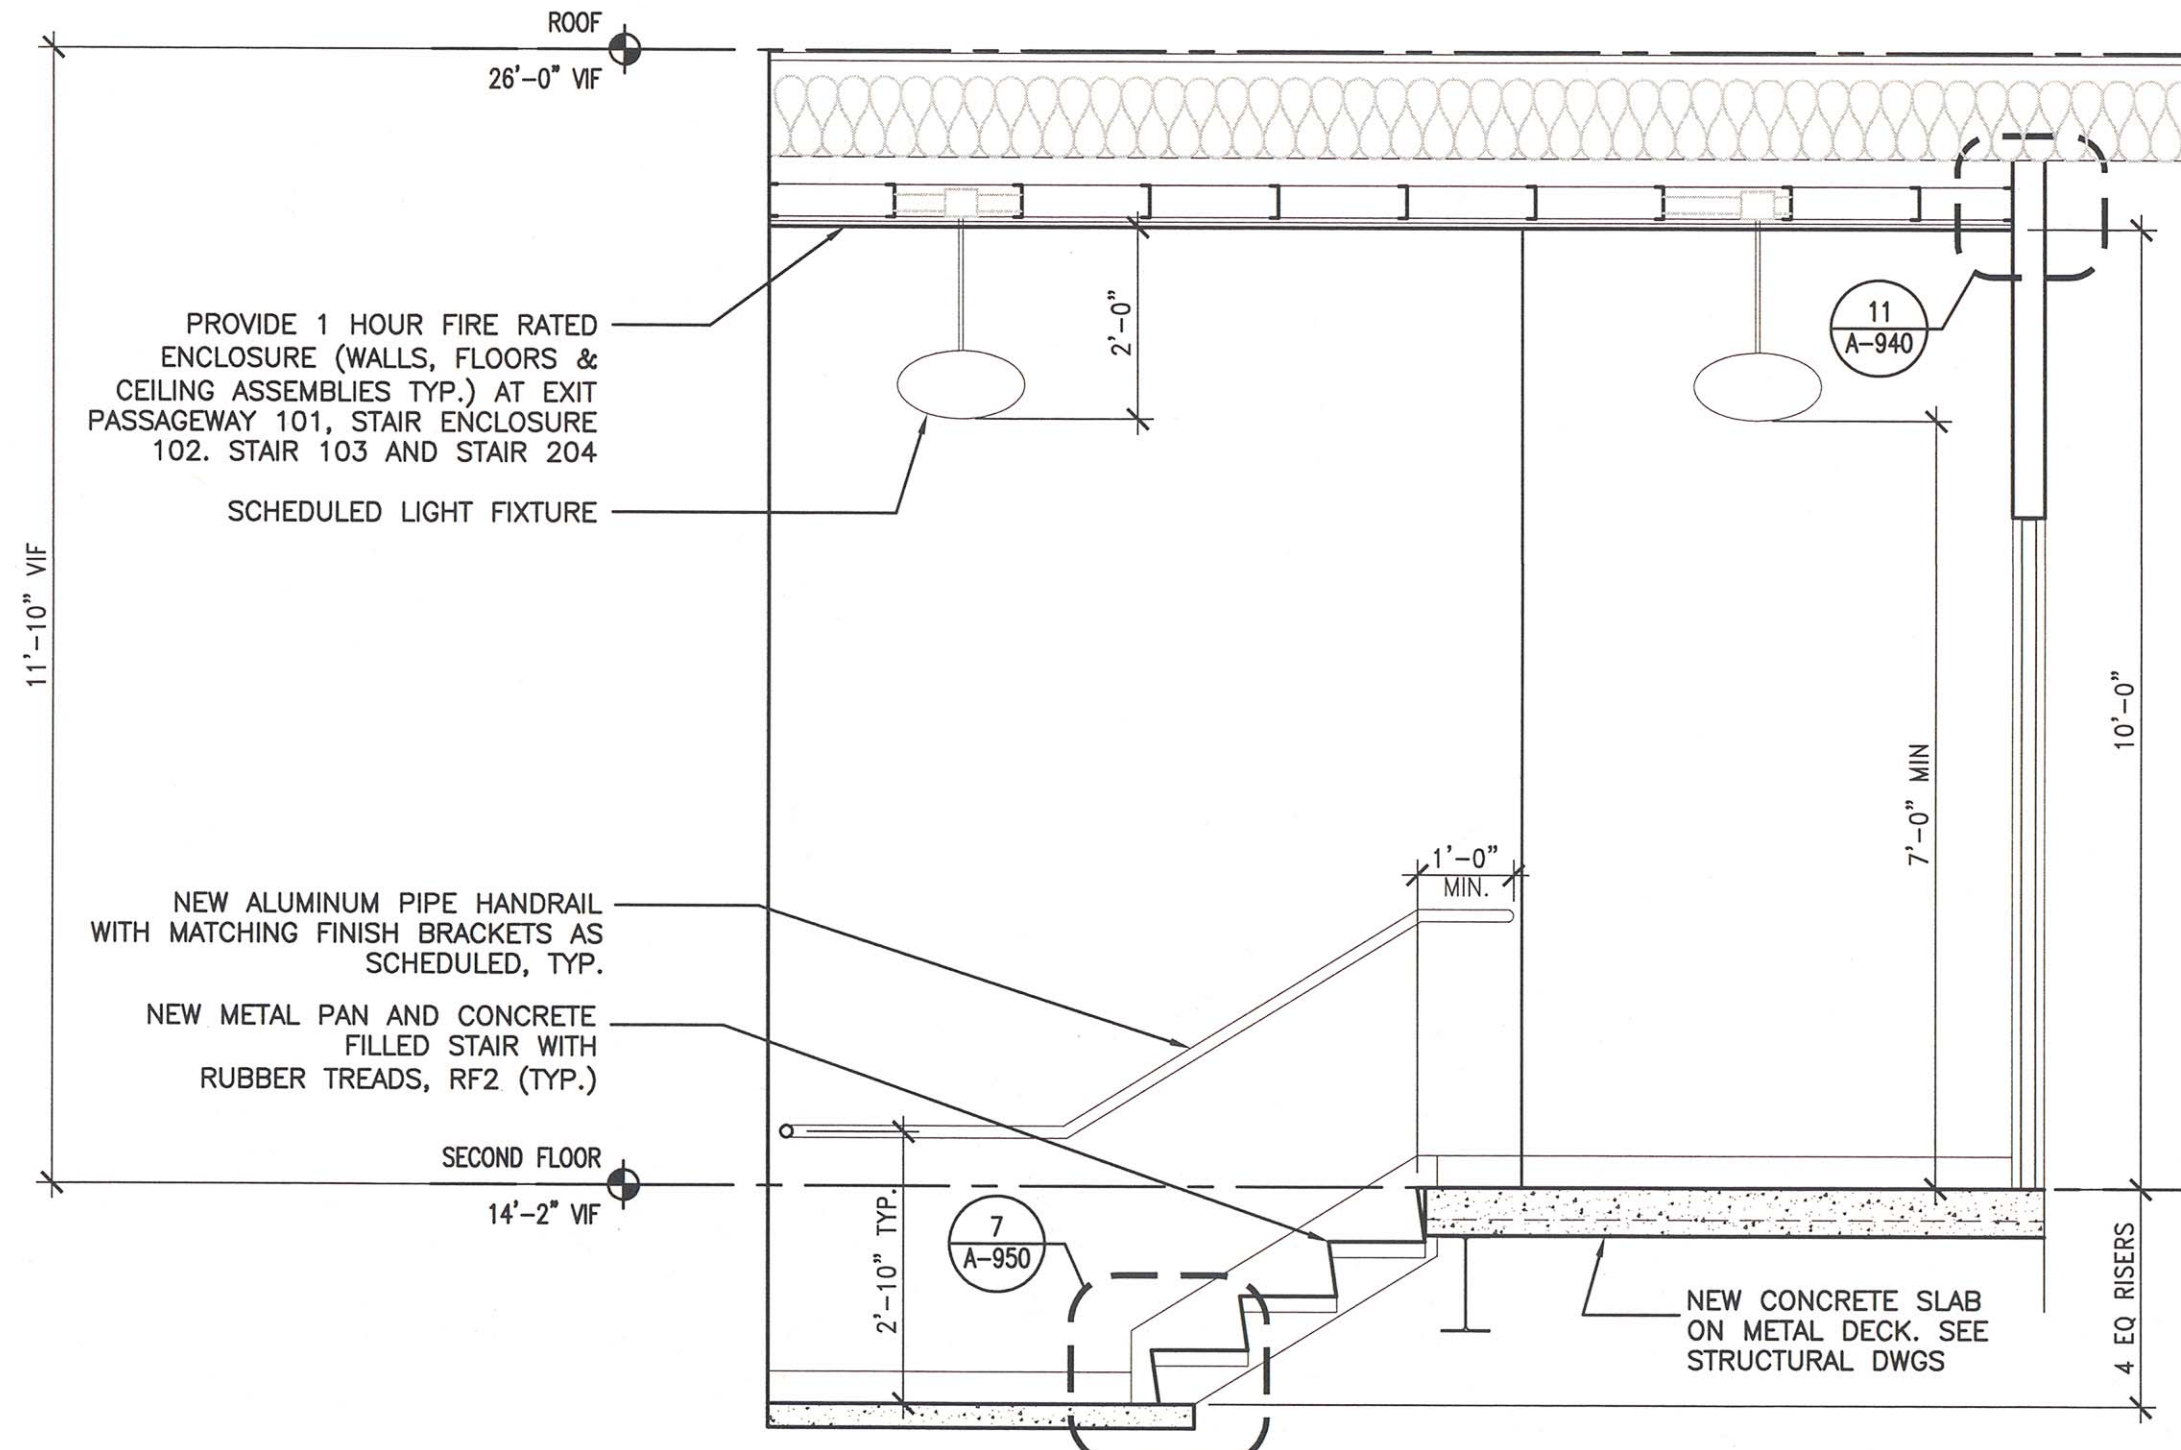 ROOF
26'-0" VIF
PROVIDE 1 HOUR FIRE RATED
ENCLOSURE (WALLS, FLOORS &
CEILING ASSEMBLIES TYP.) AT EXIT
PASSAGEWAY 101, STAIR ENCLOSURE
102. STAIR 103 AND STAIR 204
SCHEDULED LIGHT FIXTURE
2'-0"
11
A-940
11'-10" VIF
10'-0"
7'-0" MIN
1'-0"
MIN.
NEW ALUMINUM PIPE HANDRAIL
WITH MATCHING FINISH BRACKETS AS
SCHEDULED, TYP.
NEW METAL PAN AND CONCRETE
FILLED STAIR WITH
RUBBER TREADS, RF2 (TYP.)
SECOND FLOOR
14'-2" VIF
2'-10" TYP.
7
A-950
NEW CONCRETE SLAB
ON METAL DECK. SEE
STRUCTURAL DWGS
4 EQ RISERS